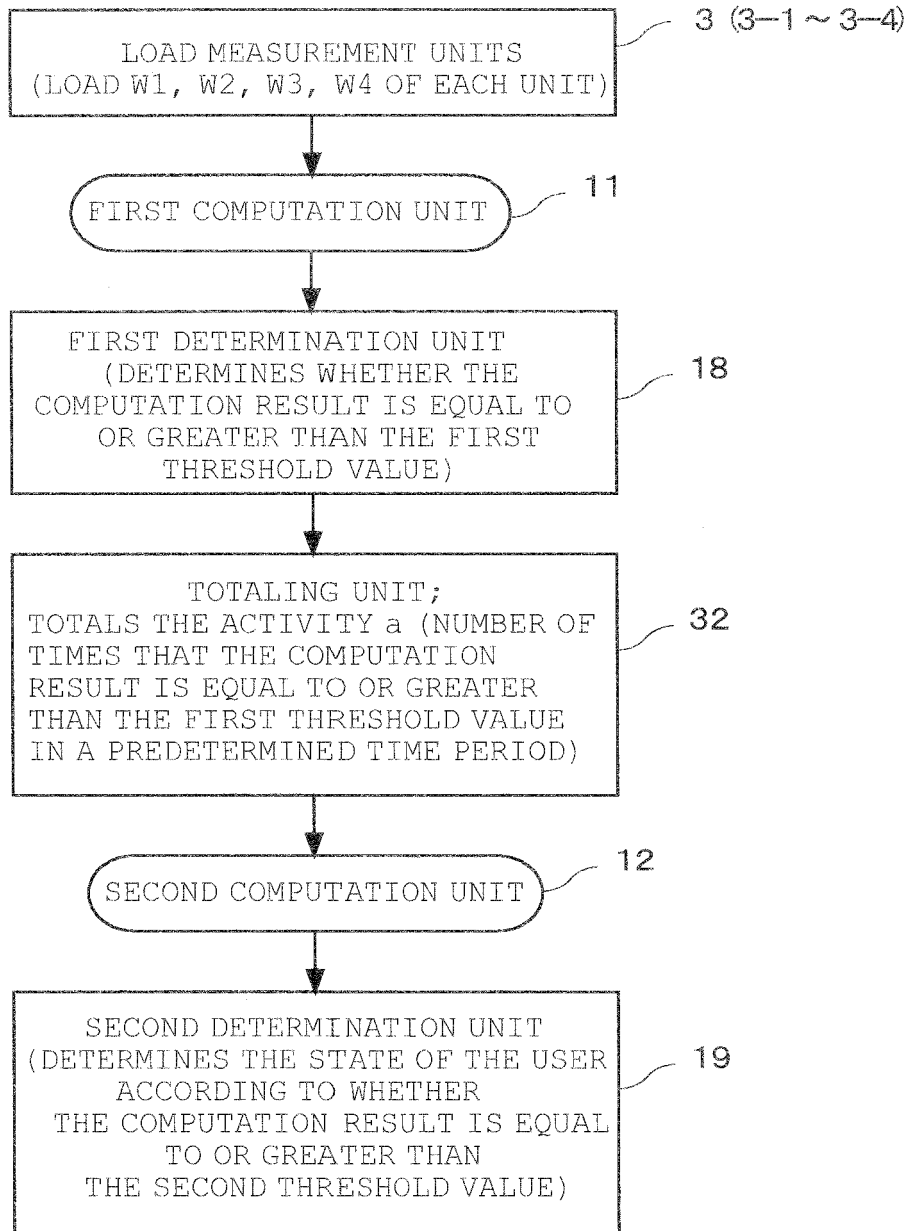 3 (3-1 ~ 3-4)
LOAD MEASUREMENT UNITS
(LOAD W1, W2, W3, W4 OF EACH UNIT)
11
FIRST COMPUTATION UNIT
FIRST DETERMINATION UNIT
(DETERMINES WHETHER THE
COMPUTATION RESULT IS EQUAL TO
OR GREATER THAN THE FIRST
THRESHOLD VALUE)
18
TOTALING UNIT;
TOTALS THE ACTIVITY a (NUMBER OF
TIMES THAT THE COMPUTATION
RESULT IS EQUAL TO OR GREATER
THAN THE FIRST THRESHOLD VALUE
IN A PREDETERMINED TIME PERIOD)
32
12
SECOND COMPUTATION UNIT
SECOND DETERMINATION UNIT
(DETERMINES THE STATE OF THE USER
ACCORDING TO WHETHER
THE COMPUTATION RESULT IS EQUAL
TO OR GREATER THAN
THE SECOND THRESHOLD VALUE)
19